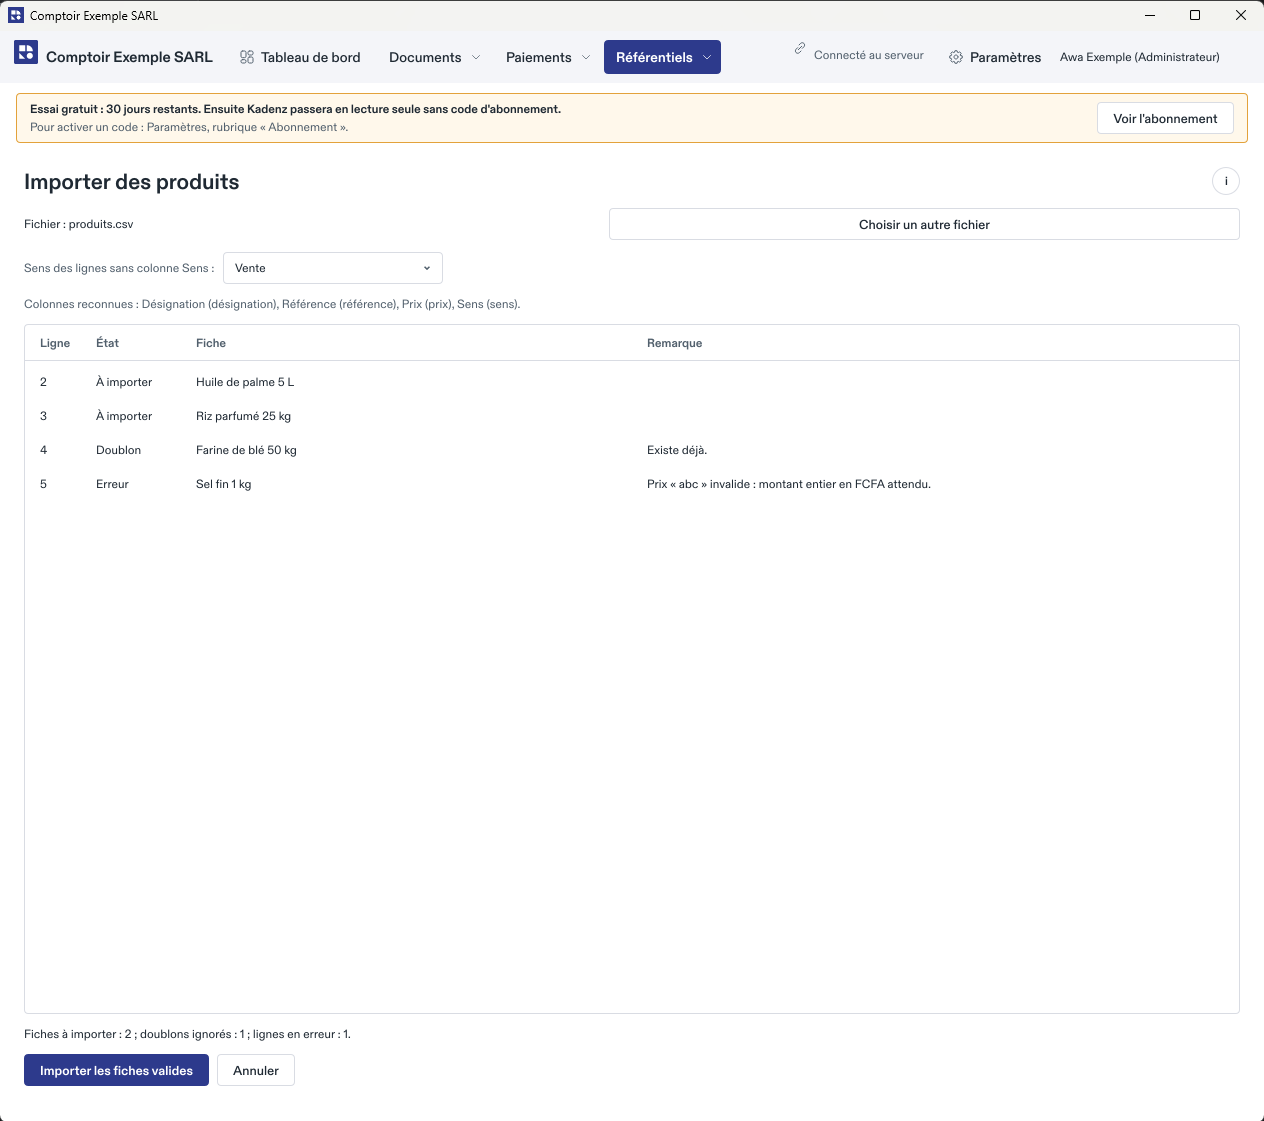 Comptoir Exemple SARL
Comptoir Exemple SARL Tableau de bord Documents Paiements Référentiels Connecté au serveur Paramètres Awa Exemple (Administrateur)
Essai gratuit : 30 jours restants. Ensuite Kadenz passera en lecture seule sans code d'abonnement.
Pour activer un code : Paramètres, rubrique « Abonnement ».
Voir l'abonnement
Importer des produits
i
Fichier : produits.csv
Choisir un autre fichier
Sens des lignes sans colonne Sens : Vente
Colonnes reconnues : Désignation (désignation), Référence (référence), Prix (prix), Sens (sens).
Ligne État Fiche Remarque
2 À importer Huile de palme 5 L
3 À importer Riz parfumé 25 kg
4 Doublon Farine de blé 50 kg Existe déjà.
5 Erreur Sel fin 1 kg Prix « abc » invalide : montant entier en FCFA attendu.
Fiches à importer : 2 ; doublons ignorés : 1 ; lignes en erreur : 1.
Importer les fiches valides Annuler